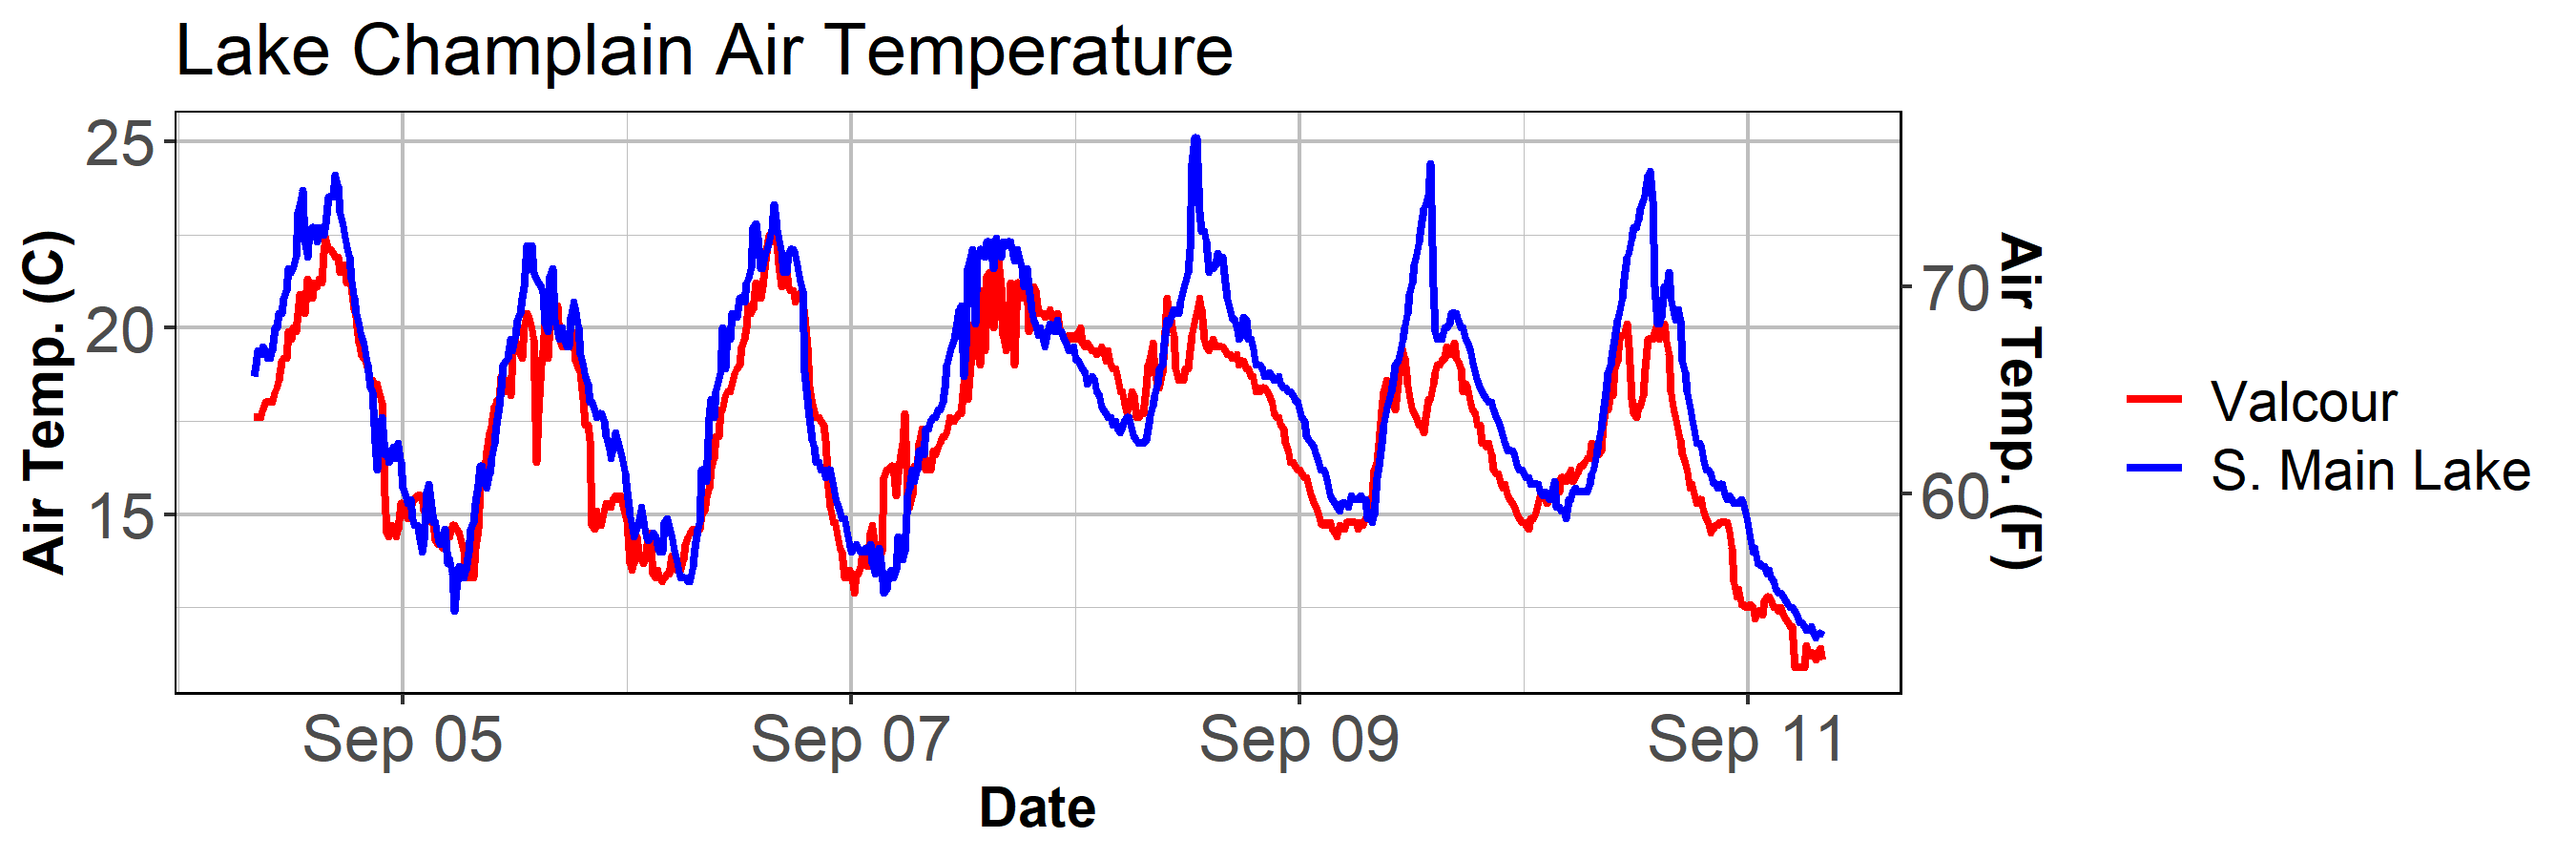 Lake Champlain Air Temperature
Air Temp. (C)
25
20
15
Sep 05
Sep 07
Sep 09
Sep 11
Date
70
60
Air Temp. (F)
Valcour
S. Main Lake